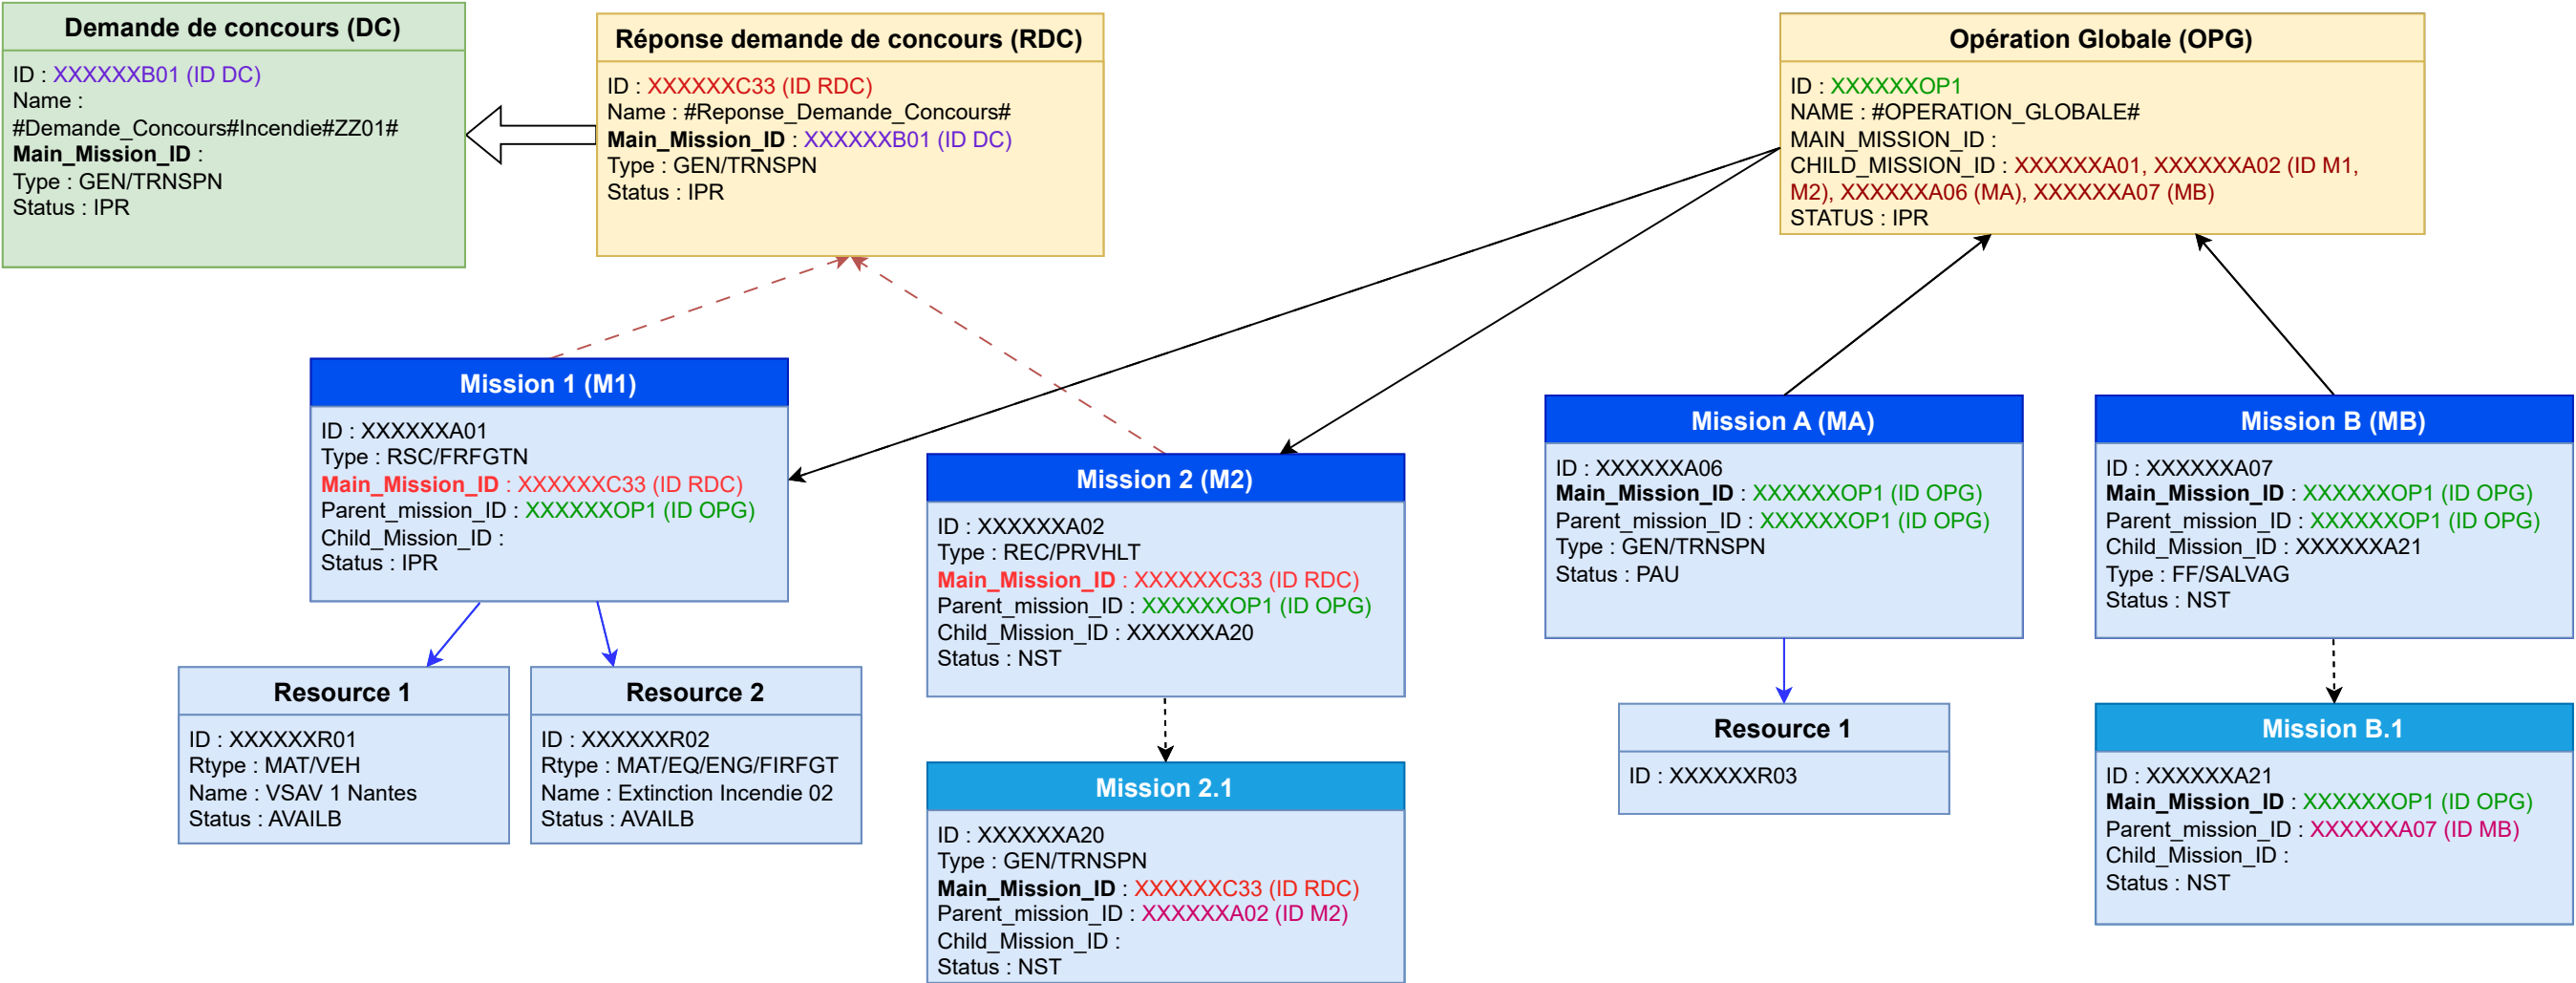 Demande de concours (DC)
ID : XXXXXXB01 (ID DC)
Name :
#Demande_Concours#Incendie#ZZ01#
Main_Mission_ID :
Type : GEN/TRNSPN
Status : IPR
Réponse demande de concours (RDC)
ID : XXXXXXC33 (ID RDC)
Name : #Reponse_Demande_Concours#
Main_Mission_ID : XXXXXXB01 (ID DC)
Type : GEN/TRNSPN
Status : IPR
Opération Globale (OPG)
ID : XXXXXXOP1
NAME : #OPERATION_GLOBALE#
MAIN_MISSION_ID :
CHILD_MISSION_ID : XXXXXXA01, XXXXXXA02 (ID M1,
M2), XXXXXXA06 (MA), XXXXXXA07 (MB)
STATUS : IPR
Mission 1 (M1)
ID : XXXXXXA01
Type : RSC/FRFGTN
Main_Mission_ID : XXXXXXC33 (ID RDC)
Parent_mission_ID : XXXXXXOP1 (ID OPG)
Child_Mission_ID :
Status : IPR
Mission 2 (M2)
ID : XXXXXXA02
Type : REC/PRVHLT
Main_Mission_ID : XXXXXXC33 (ID RDC)
Parent_mission_ID : XXXXXXOP1 (ID OPG)
Child_Mission_ID : XXXXXXA20
Status : NST
Mission A (MA)
ID : XXXXXXA06
Main_Mission_ID : XXXXXXOP1 (ID OPG)
Parent_mission_ID : XXXXXXOP1 (ID OPG)
Type : GEN/TRNSPN
Status : PAU
Mission B (MB)
ID : XXXXXXA07
Main_Mission_ID : XXXXXXOP1 (ID OPG)
Parent_mission_ID : XXXXXXOP1 (ID OPG)
Child_Mission_ID : XXXXXXA21
Type : FF/SALVAG
Status : NST
Resource 1
ID : XXXXXXR01
Rtype : MAT/VEH
Name : VSAV 1 Nantes
Status : AVAILB
Resource 2
ID : XXXXXXR02
Rtype : MAT/EQ/ENG/FIRFGT
Name : Extinction Incendie 02
Status : AVAILB
Mission 2.1
ID : XXXXXXA20
Type : GEN/TRNSPN
Main_Mission_ID : XXXXXXC33 (ID RDC)
Parent_mission_ID : XXXXXXA02 (ID M2)
Child_Mission_ID :
Status : NST
Resource 1
ID : XXXXXXR03
Mission B.1
ID : XXXXXXA21
Main_Mission_ID : XXXXXXOP1 (ID OPG)
Parent_mission_ID : XXXXXXA07 (ID MB)
Child_Mission_ID :
Status : NST